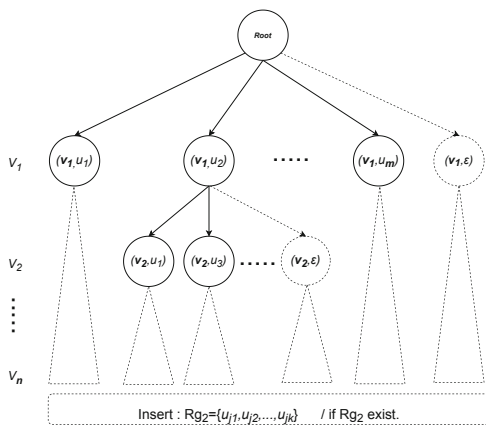 Root
V1 (v1,u1) (v1,u2) ..... (v1,um) (v1,ε)
V2 (v2,u1) (v2,u3) ..... (v2,ε)
Vn
Insert : Rg2={uj1,uj2,...,ujk} / if Rg2 exist.